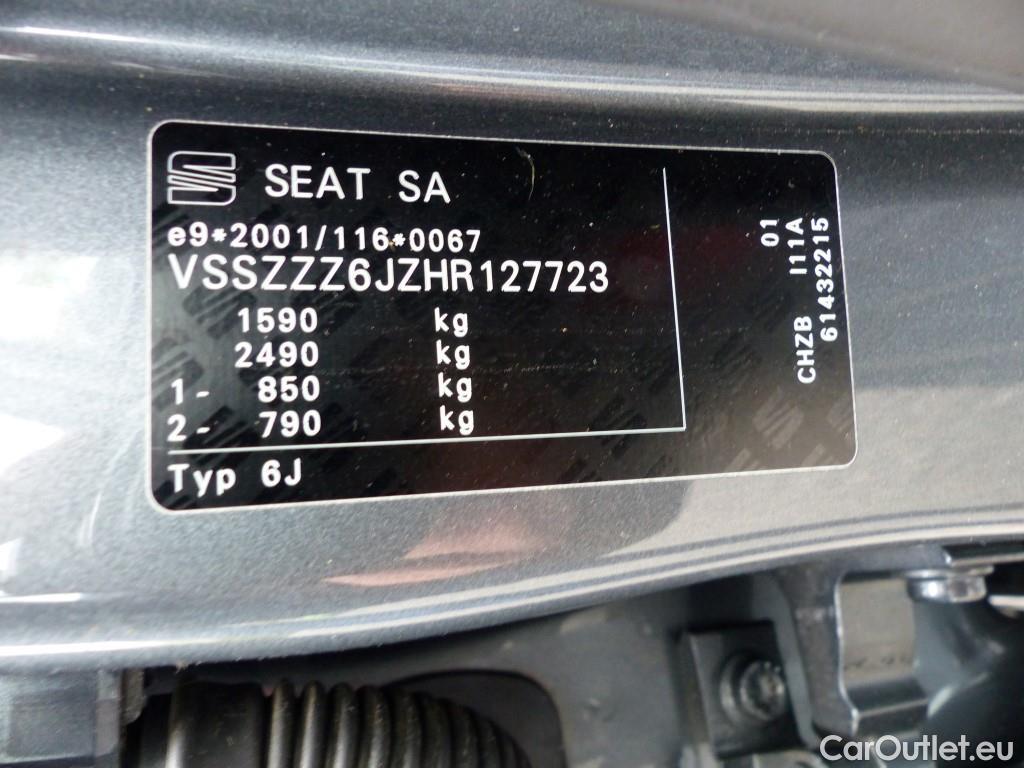 SEAT SA
e9*2001/116*0067
VSSZZZ6JZHR127723
1590 kg
2490 kg
1- 850 kg
2- 790 kg
Typ 6J
01
CHZB I11A
61432215
CarOutlet.eu